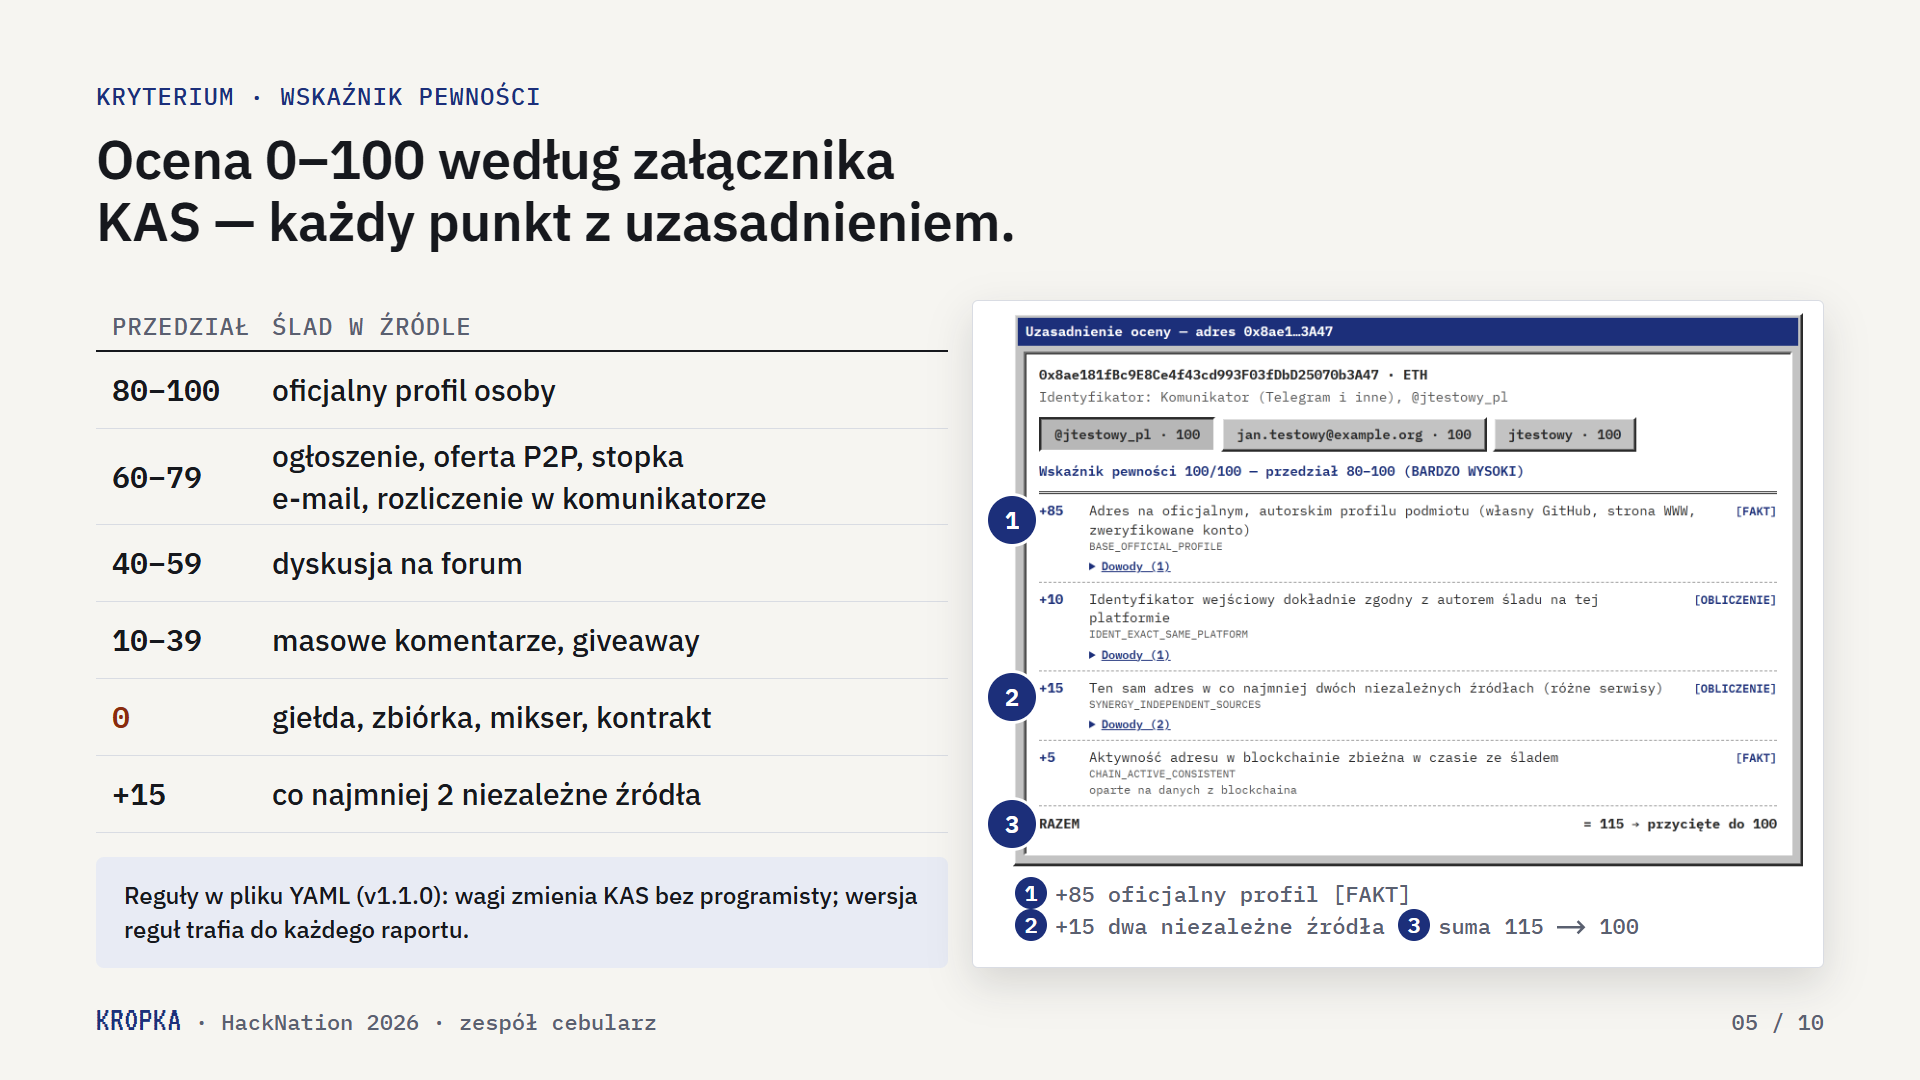 KRYTERIUM · WSKAŹNIK PEWNOŚCI
Ocena 0–100 według załącznika
KAS — każdy punkt z uzasadnieniem.
PRZEDZIAŁ ŚLAD W ŹRÓDLE
80–100 oficjalny profil osoby
60–79 ogłoszenie, oferta P2P, stopka
e-mail, rozliczenie w komunikatorze
40–59 dyskusja na forum
10–39 masowe komentarze, giveaway
0 giełda, zbiórka, mikser, kontrakt
+15 co najmniej 2 niezależne źródła
Reguły w pliku YAML (v1.1.0): wagi zmienia KAS bez programisty; wersja
reguł trafia do każdego raportu.
Uzasadnienie oceny — adres 0x8ae1…3A47
0x8ae181fBc9E8Ce4f43cd993F03fDbD25070b3A47 · ETH
Identyfikator: Komunikator (Telegram i inne), @jtestowy_pl
@jtestowy_pl · 100 jan.testowy@example.org · 100 jtestowy · 100
Wskaźnik pewności 100/100 — przedział 80–100 (BARDZO WYSOKI)
1 +85 Adres na oficjalnym, autorskim profilu podmiotu (własny GitHub, strona WWW, [FAKT]
zweryfikowane konto)
BASE_OFFICIAL_PROFILE
▶ Dowody (1)
+10 Identyfikator wejściowy dokładnie zgodny z autorem śladu na tej [OBLICZENIE]
platformie
IDENT_EXACT_SAME_PLATFORM
▶ Dowody (1)
2 +15 Ten sam adres w co najmniej dwóch niezależnych źródłach (różne serwisy) [OBLICZENIE]
SYNERGY_INDEPENDENT_SOURCES
▶ Dowody (2)
+5 Aktywność adresu w blockchainie zbieżna w czasie ze śladem [FAKT]
CHAIN_ACTIVE_CONSISTENT
oparte na danych z blockchaina
3 RAZEM = 115 → przycięte do 100
1 +85 oficjalny profil [FAKT]
2 +15 dwa niezależne źródła 3 suma 115 → 100
KROPKA · HackNation 2026 · zespół cebularz
05 / 10